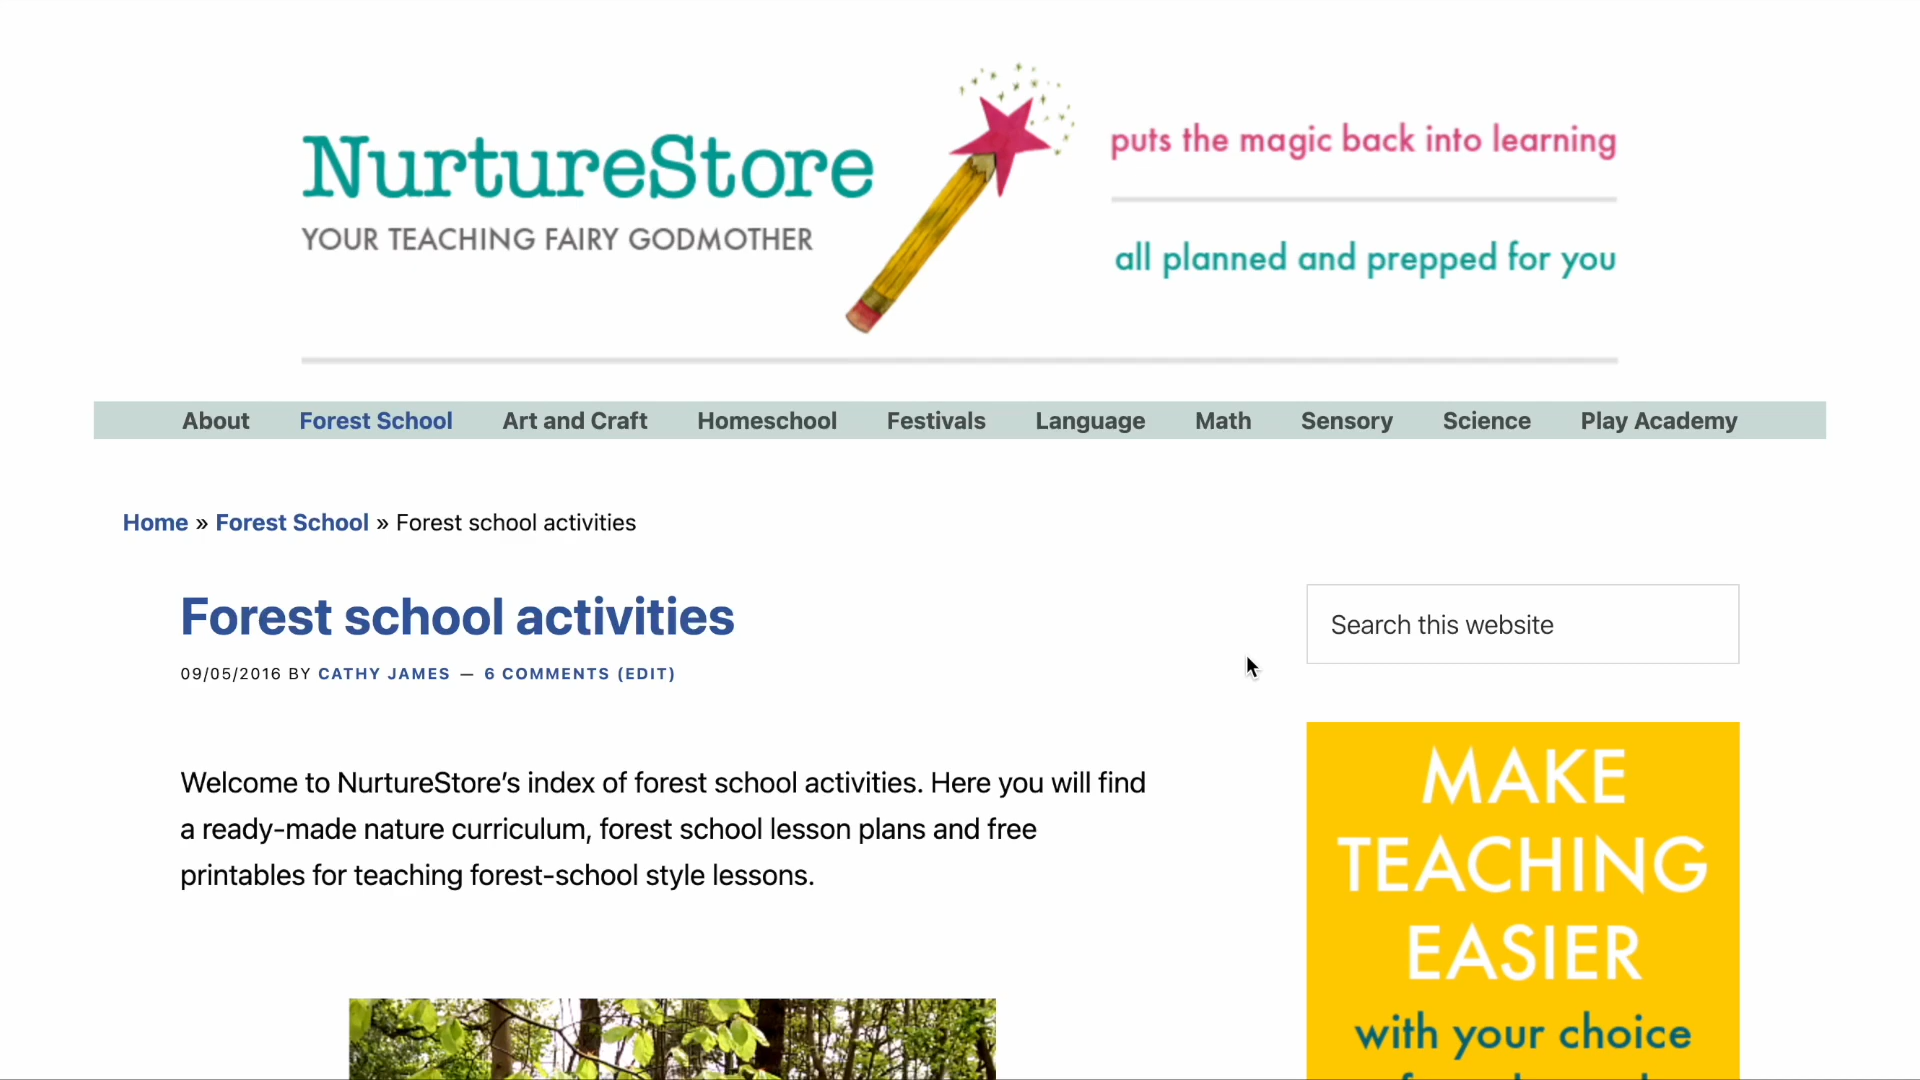 NurtureStore
YOUR TEACHING FAIRY GODMOTHER
puts the magic back into learning
all planned and prepped for you
About Forest School Art and Craft Homeschool Festivals Language Math Sensory Science Play Academy
Home » Forest School » Forest school activities
Forest school activities
09/05/2016 BY CATHY JAMES — 6 COMMENTS (EDIT)
Welcome to NurtureStore’s index of forest school activities. Here you will find
a ready-made nature curriculum, forest school lesson plans and free
printables for teaching forest-school style lessons.
Search this website
MAKE
TEACHING
EASIER
with your choice